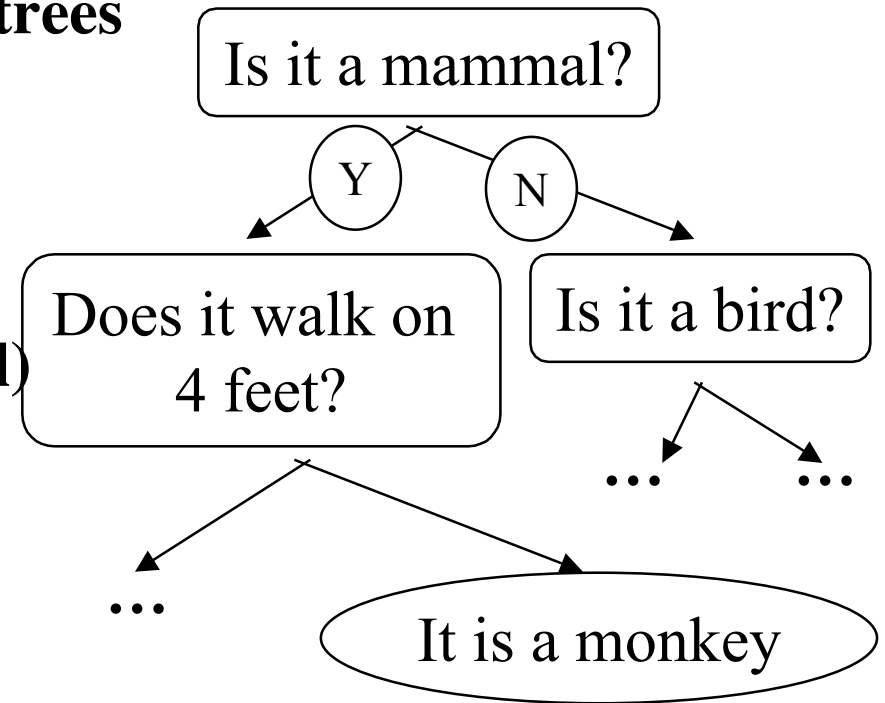 trees
Is it a mammal?
Y
N
Does it walk on
4 feet?
Is it a bird?
l)
...
...
...
It is a monkey